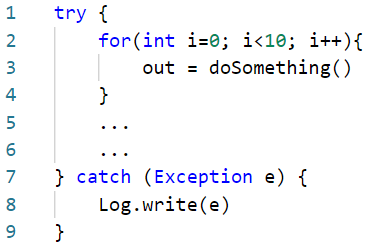 1 try {
2     for(int i=0; i<10; i++){
3         out = doSomething()
4     }
5     ...
6     ...
7 } catch (Exception e) {
8     Log.write(e)
9 }